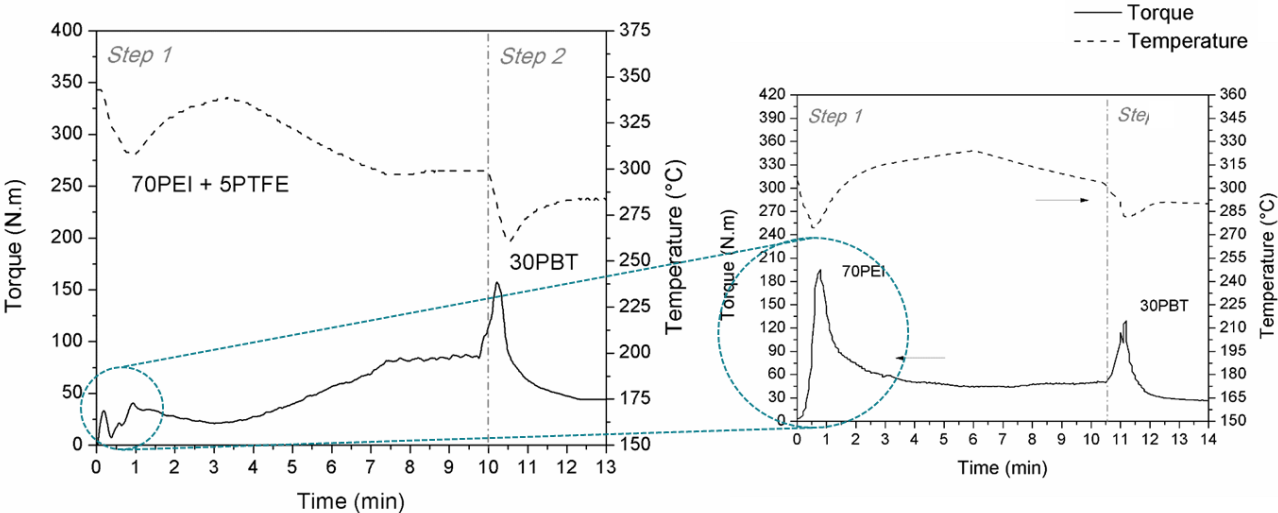 Torque
Temperature
400
350
300
250
200
150
100
50
0
Torque (N.m)
Step 1
Step 2
70PEI + 5PTFE
30PBT
375
350
325
300
275
250
225
200
175
150
Temperature (°C)
0 1 2 3 4 5 6 7 8 9 10 11 12 13
Time (min)
420
390
360
330
300
270
240
210
180
150
120
90
60
30
0
Torque (N.m)
Step 1
Step
70PEI
30PBT
360
345
330
315
300
285
270
255
240
225
210
195
180
165
150
Temperature (°C)
0 1 2 3 4 5 6 7 8 9 10 11 12 13 14
Time (min)